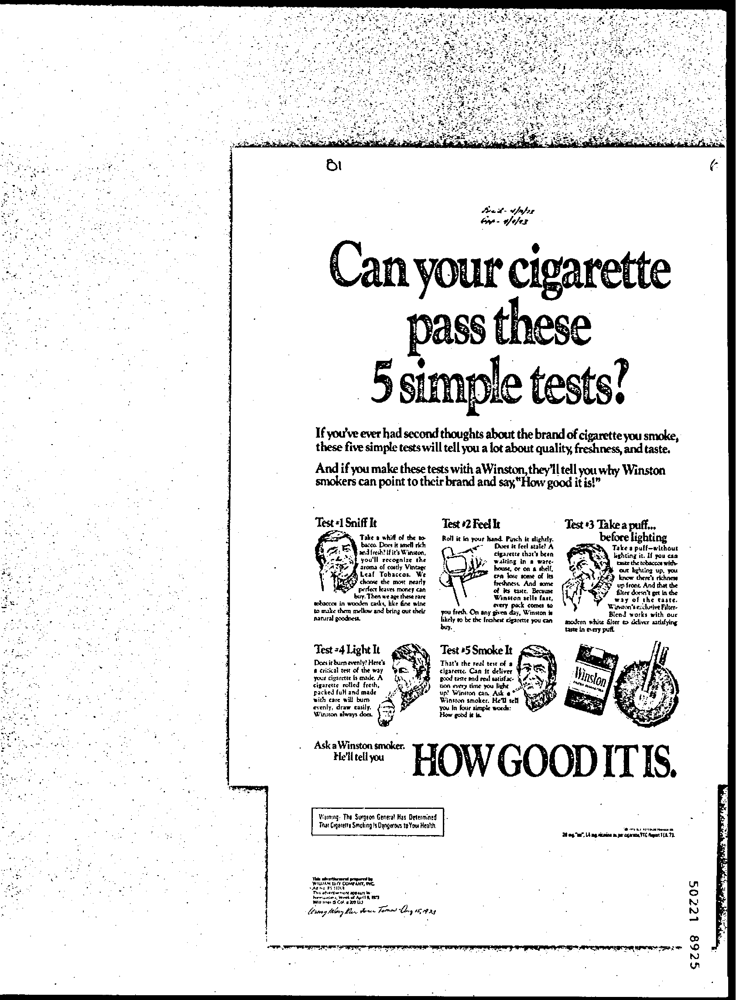 B1
Can your cigarette
pass these
5 simple tests?
If you've ever had second thoughts about the brand of cigarette you smoke,
these five simple tests will tell you a lot about quality, freshness, and taste.
And if you make these tests with a Winston, they'll tell you why Winston
smokers can point to their brand and say, "How good it is!"
Test #1 Sniff It
Take a whiff of the to-
bacco. Does it smell rich
and fresh? If it's Winston,
you'll recognize the
aroma of costly Vintage
Leaf Tobaccos. We
choose the most nearly
perfect leaves money can
buy. Then we age these rare
tobaccos in wooden casks, like fine wine
to make them mellow and bring out their
natural goodness.
Test #2 Feel It
Roll it in your hand. Pinch it slightly.
Does it feel stale? A
cigarette that's been
waiting in a ware-
house, or on a shelf,
can lose some of its
freshness. And some
of its taste. Because
Winston sells fast,
every pack comes to
you fresh. On any given day, Winston is
likely to be the freshest cigarette you can
buy.
Test #3 Take a puff...
before lighting
Take a puff—without
lighting it. If you can
taste the tobaccos with-
out lighting up, you
know there's richness
up front. And that the
filter doesn't get in the
way of the taste.
Winston's exclusive Filter-
Blend works with our
modern white filter to deliver satisfying
taste in every puff.
Test #4 Light It
Does it burn evenly? Here's
a critical test of the way
your cigarette is made. A
cigarette rolled fresh,
packed full and made
with care will burn
evenly, draw easily.
Winston always does.
Test #5 Smoke It
That's the real test of a
cigarette. Can it deliver
good taste and real satisfac-
tion every time you light
up? Winston can. Ask a
Winston smoker. He'll tell
you in four simple words:
How good it is.
Winston
Ask a Winston smoker.
He'll tell you
HOW GOOD IT IS.
Warning: The Surgeon General Has Determined
That Cigarette Smoking Is Dangerous to Your Health
20 mg. "tar", 1.4 mg. nicotine av. per cigarette, FTC Report
This advertisement prepared by
WILLIAM ESTY COMPANY, INC.
This advertisement appears in
50221 8925